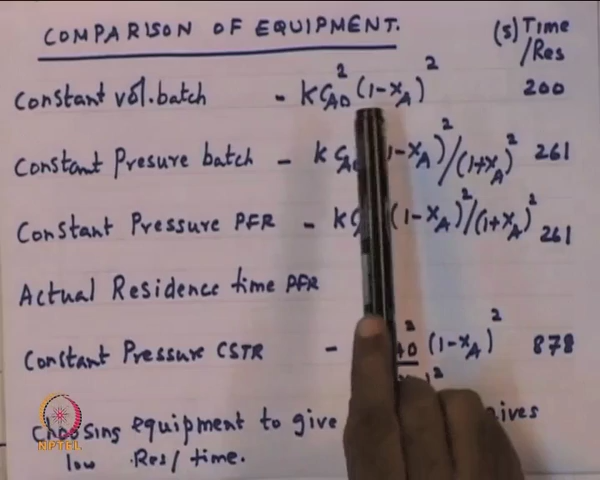 COMPARISON OF EQUIPMENT.
(S) Time / Res
Constant vol. batch - KC_A0^2 (1-x_A)^2 200
Constant Presure batch - K C (1-x_A)^2/(1+x_A)^2 261
Constant Pressure PFR - K (1-x_A)^2/(1+x_A)^2 261
Actual Residence time PFR
Constant Pressure CSTR - (1-x_A)^2 878
choosing equipment to give gives
low Res/time.
NPTEL